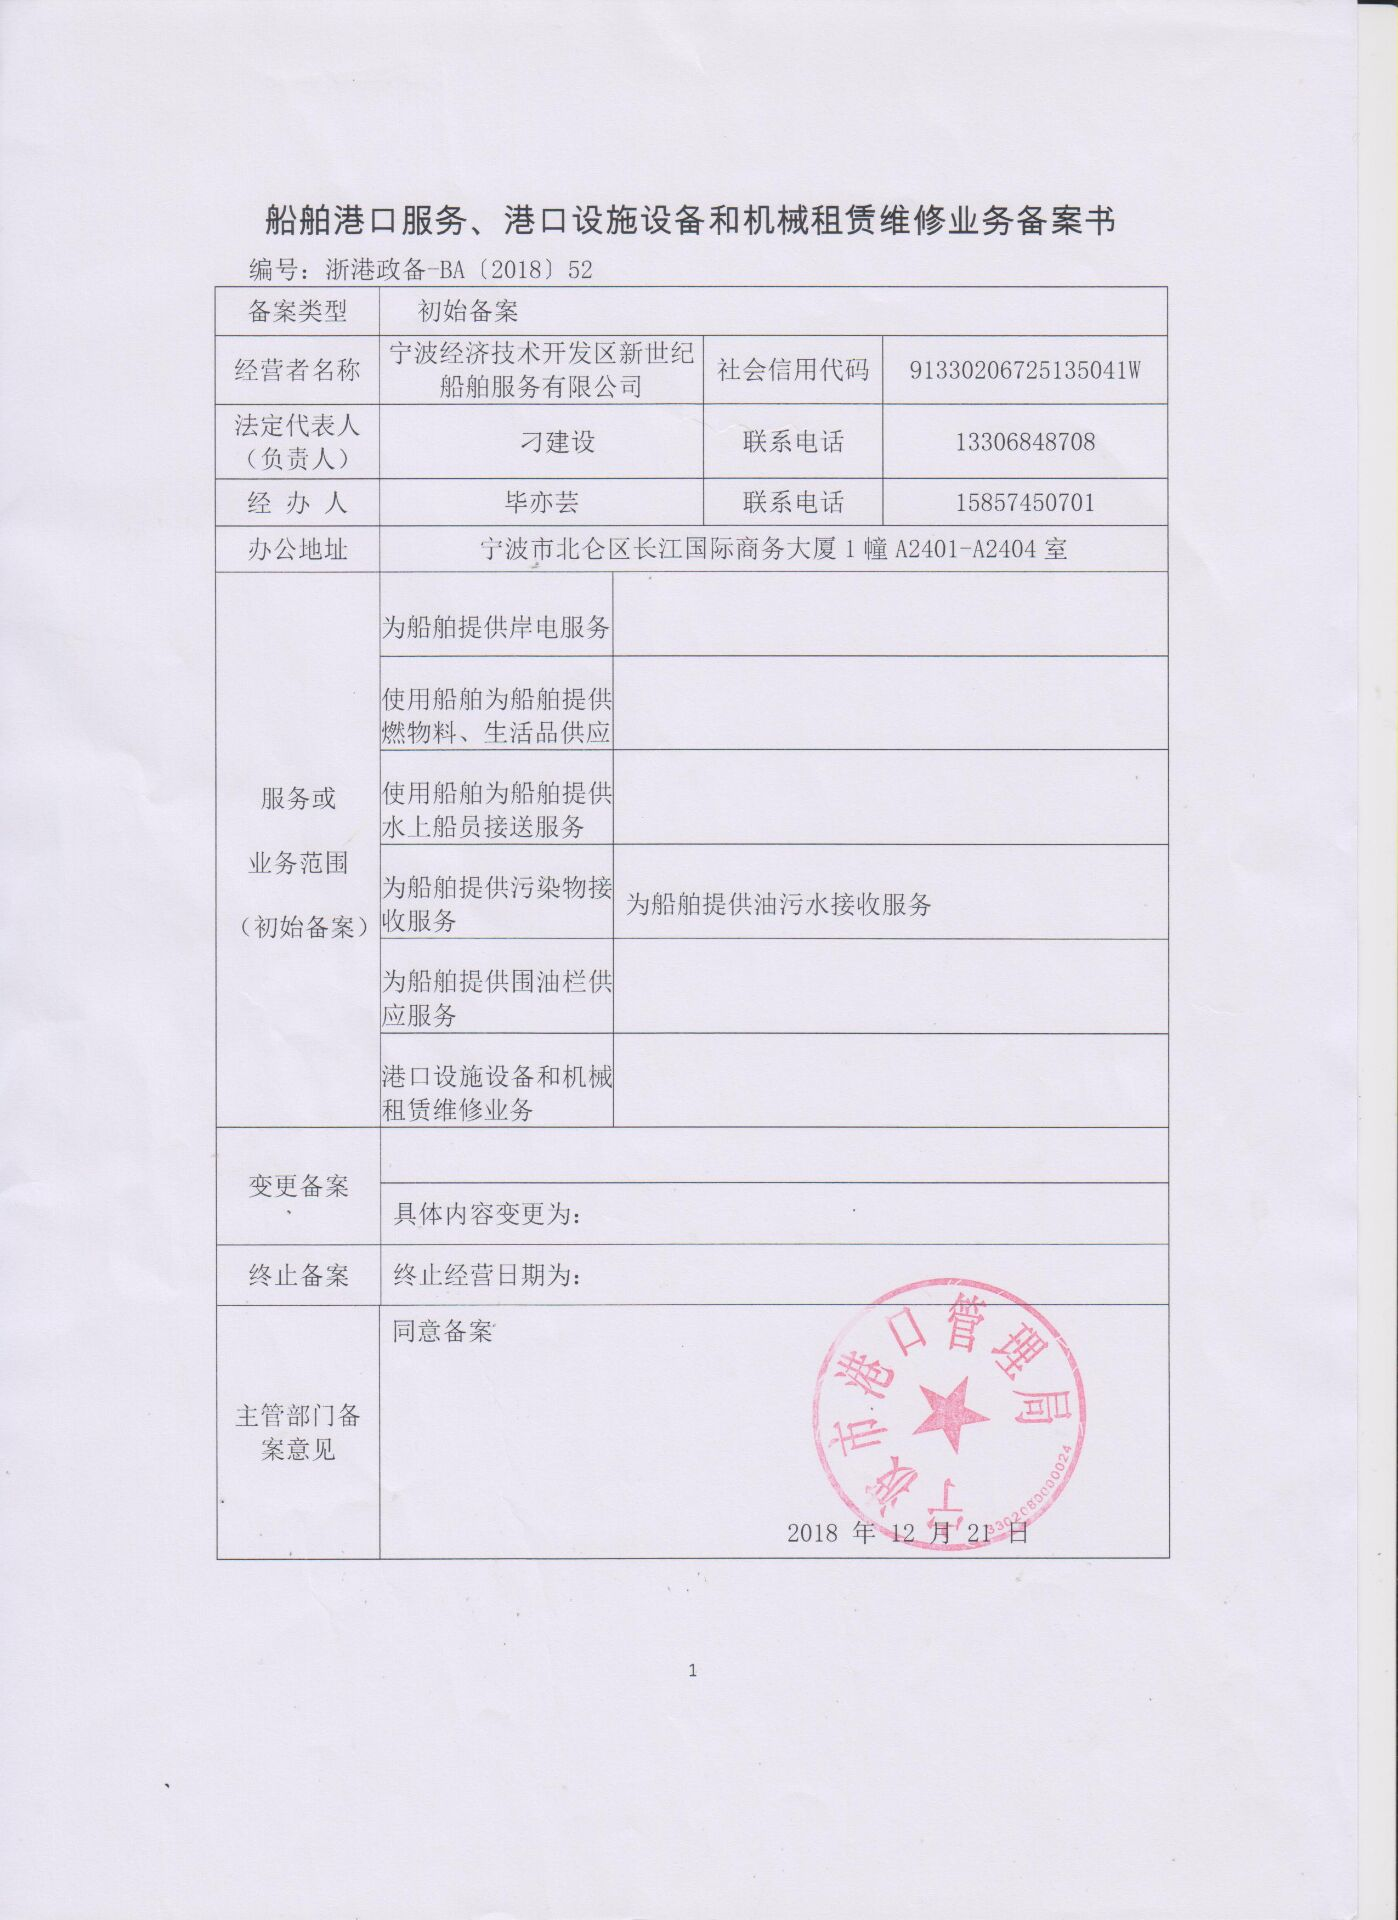 船舶港口服务、港口设施设备和机械租赁维修业务备案书
编号：浙港政备-BA〔2018〕52
备案类型 初始备案
经营者名称 宁波经济技术开发区新世纪
船舶服务有限公司 社会信用代码 91330206725135041W
法定代表人
（负责人） 刁建设 联系电话 13306848708
经 办 人 毕亦芸 联系电话 15857450701
办公地址 宁波市北仑区长江国际商务大厦1幢A2401-A2404室
服务或
业务范围
（初始备案）
为船舶提供岸电服务
使用船舶为船舶提供
燃物料、生活品供应
使用船舶为船舶提供
水上船员接送服务
为船舶提供污染物接
收服务 为船舶提供油污水接收服务
为船舶提供围油栏供
应服务
港口设施设备和机械
租赁维修业务
变更备案
具体内容变更为：
终止备案 终止经营日期为：
主管部门备
案意见
同意备案
宁波市港口管理局
3302080000024
2018 年 12 月 21 日
1